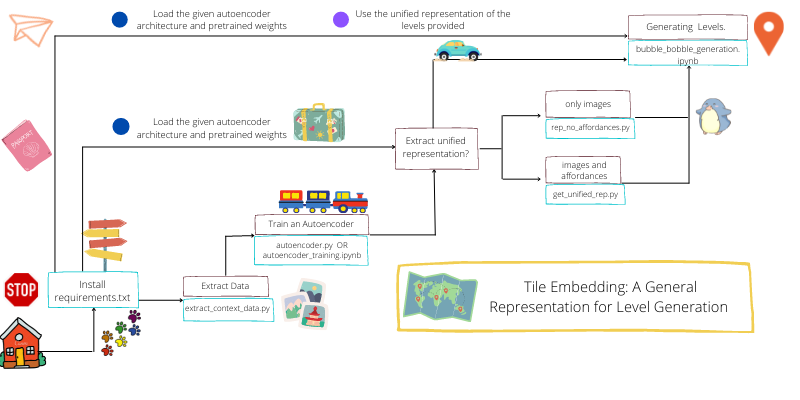 Load the given autoencoder
architecture and pretrained weights
Use the unified representation of the
levels provided
Generating Levels.
bubble_bobble_generation.
ipynb
Load the given autoencoder
architecture and pretrained weights
only images
rep_no_affordances.py
PASSPORT
Extract unified
representation?
images and
affordances
get_unified_rep.py
Train an Autoencoder
autoencoder.py OR
autoencoder_training.ipynb
STOP
Install
requirements.txt
Extract Data
extract_context_data.py
Tile Embedding: A General
Representation for Level Generation